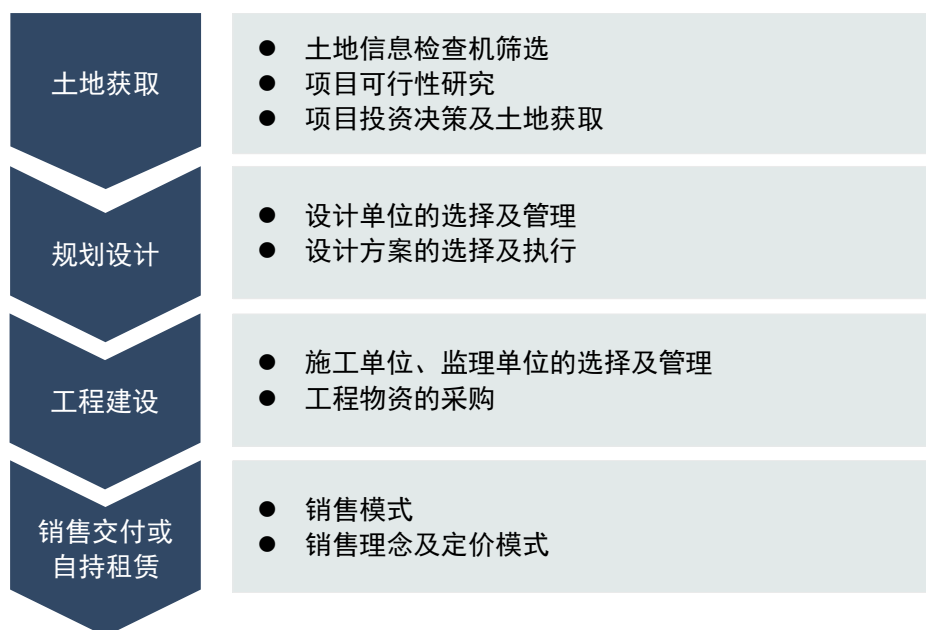 土地获取
● 土地信息检查机筛选
● 项目可行性研究
● 项目投资决策及土地获取
规划设计
● 设计单位的选择及管理
● 设计方案的选择及执行
工程建设
● 施工单位、监理单位的选择及管理
● 工程物资的采购
销售交付或
自持租赁
● 销售模式
● 销售理念及定价模式